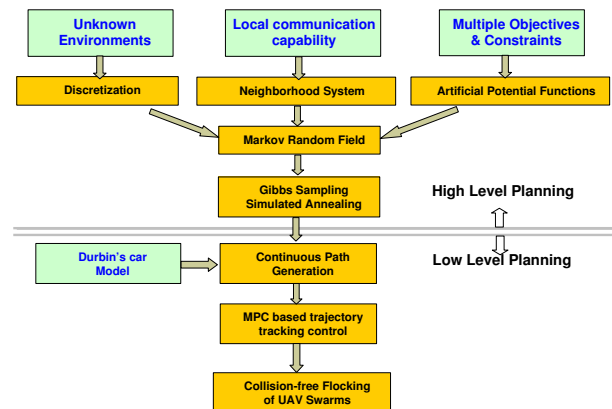 Unknown
Environments
Local communication
capability
Multiple Objectives
& Constraints
Discretization
Neighborhood System
Artificial Potential Functions
Markov Random Field
Gibbs Sampling
Simulated Annealing
High Level Planning
Low Level Planning
Durbin's car
Model
Continuous Path
Generation
MPC based trajectory
tracking control
Collision-free Flocking
of UAV Swarms